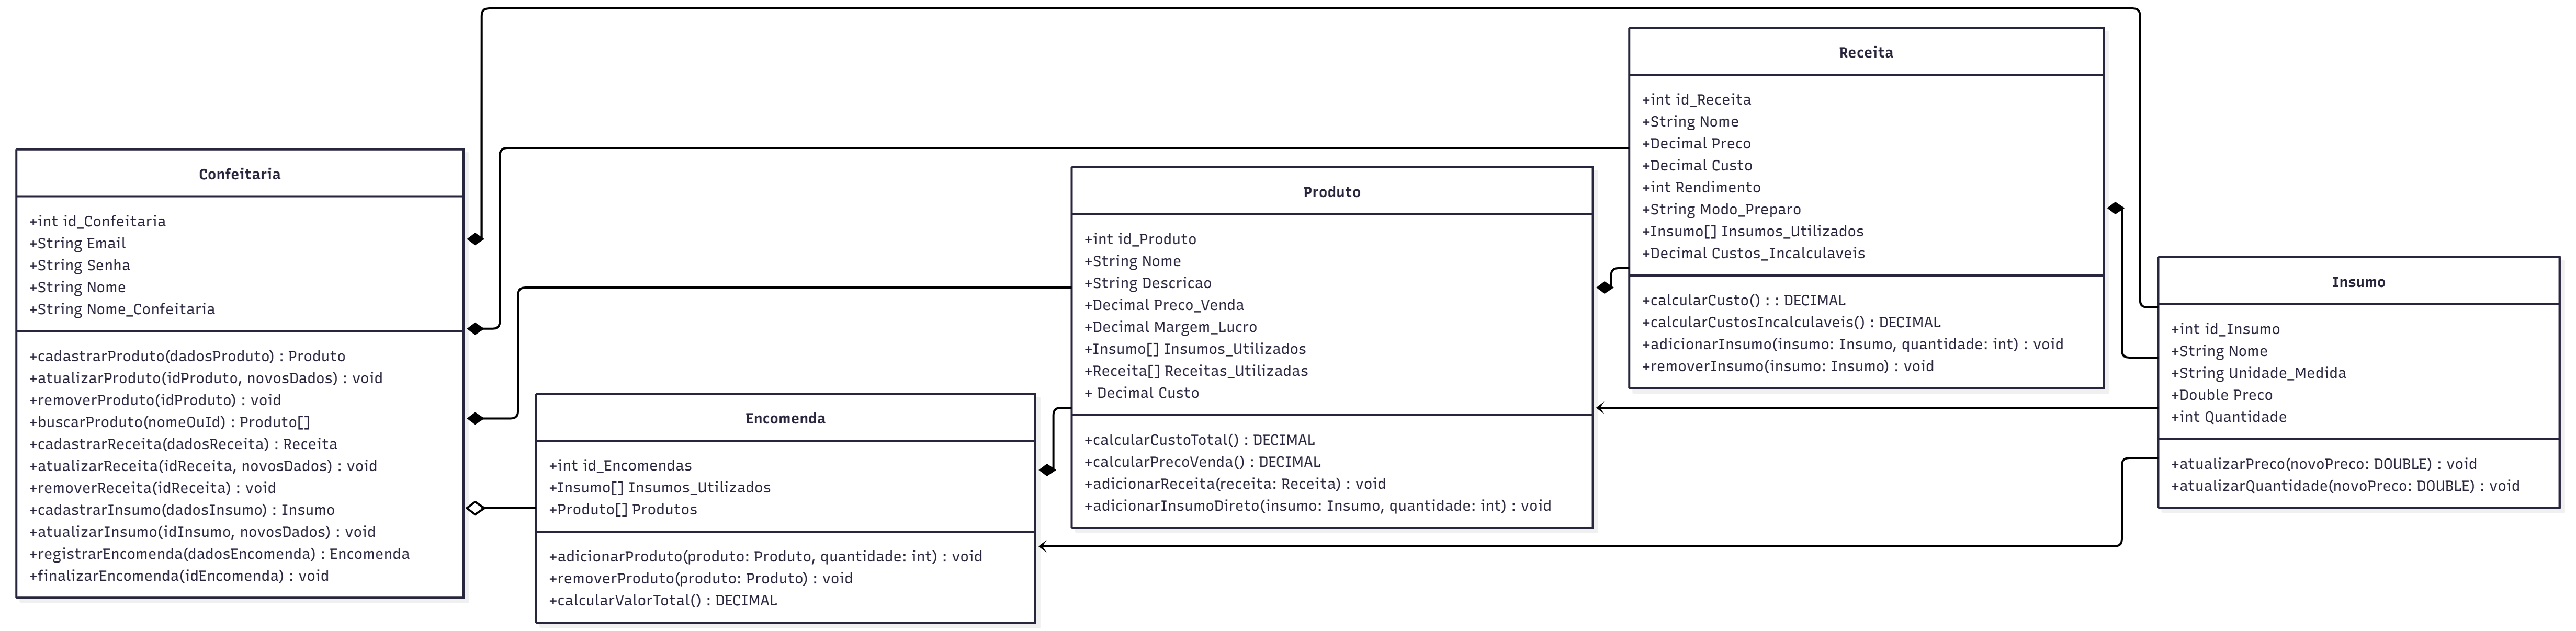 Confeitaria
+int id_Confeitaria
+String Email
+String Senha
+String Nome
+String Nome_Confeitaria
+cadastrarProduto(dadosProduto) : Produto
+atualizarProduto(idProduto, novosDados) : void
+removerProduto(idProduto) : void
+buscarProduto(nomeOuId) : Produto[]
+cadastrarReceita(dadosReceita) : Receita
+atualizarReceita(idReceita, novosDados) : void
+removerReceita(idReceita) : void
+cadastrarInsumo(dadosInsumo) : Insumo
+atualizarInsumo(idInsumo, novosDados) : void
+registrarEncomenda(dadosEncomenda) : Encomenda
+finalizarEncomenda(idEncomenda) : void
Encomenda
+int id_Encomendas
+Insumo[] Insumos_Utilizados
+Produto[] Produtos
+adicionarProduto(produto: Produto, quantidade: int) : void
+removerProduto(produto: Produto) : void
+calcularValorTotal() : DECIMAL
Produto
+int id_Produto
+String Nome
+String Descricao
+Decimal Preco_Venda
+Decimal Margem_Lucro
+Insumo[] Insumos_Utilizados
+Receita[] Receitas_Utilizadas
+ Decimal Custo
+calcularCustoTotal() : DECIMAL
+calcularPrecoVenda() : DECIMAL
+adicionarReceita(receita: Receita) : void
+adicionarInsumoDireto(insumo: Insumo, quantidade: int) : void
Receita
+int id_Receita
+String Nome
+Decimal Preco
+Decimal Custo
+int Rendimento
+String Modo_Preparo
+Insumo[] Insumos_Utilizados
+Decimal Custos_Incalculaveis
+calcularCusto() : : DECIMAL
+calcularCustosIncalculaveis() : DECIMAL
+adicionarInsumo(insumo: Insumo, quantidade: int) : void
+removerInsumo(insumo: Insumo) : void
Insumo
+int id_Insumo
+String Nome
+String Unidade_Medida
+Double Preco
+int Quantidade
+atualizarPreco(novoPreco: DOUBLE) : void
+atualizarQuantidade(novoPreco: DOUBLE) : void